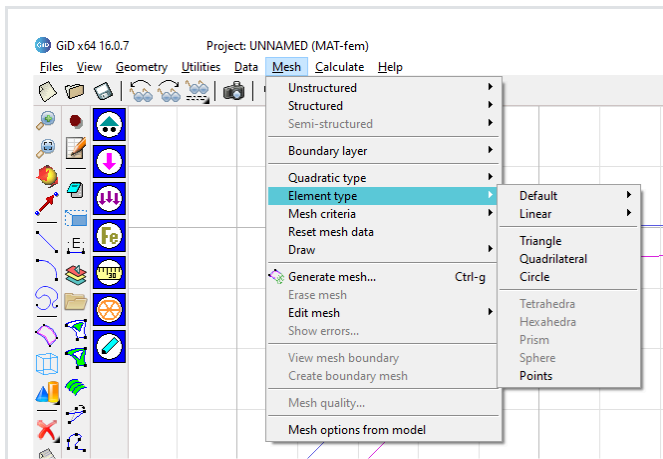 GiD x64 16.0.7 Project: UNNAMED (MAT-fem)
Files View Geometry Utilities Data Mesh Calculate Help
Unstructured
Structured
Semi-structured
Boundary layer
Quadratic type
Element type
Mesh criteria
Reset mesh data
Draw
Generate mesh... Ctrl-g
Erase mesh
Edit mesh
Show errors...
View mesh boundary
Create boundary mesh
Mesh quality...
Mesh options from model
Default
Linear
Triangle
Quadrilateral
Circle
Tetrahedra
Hexahedra
Prism
Sphere
Points
Fe
:E:
30